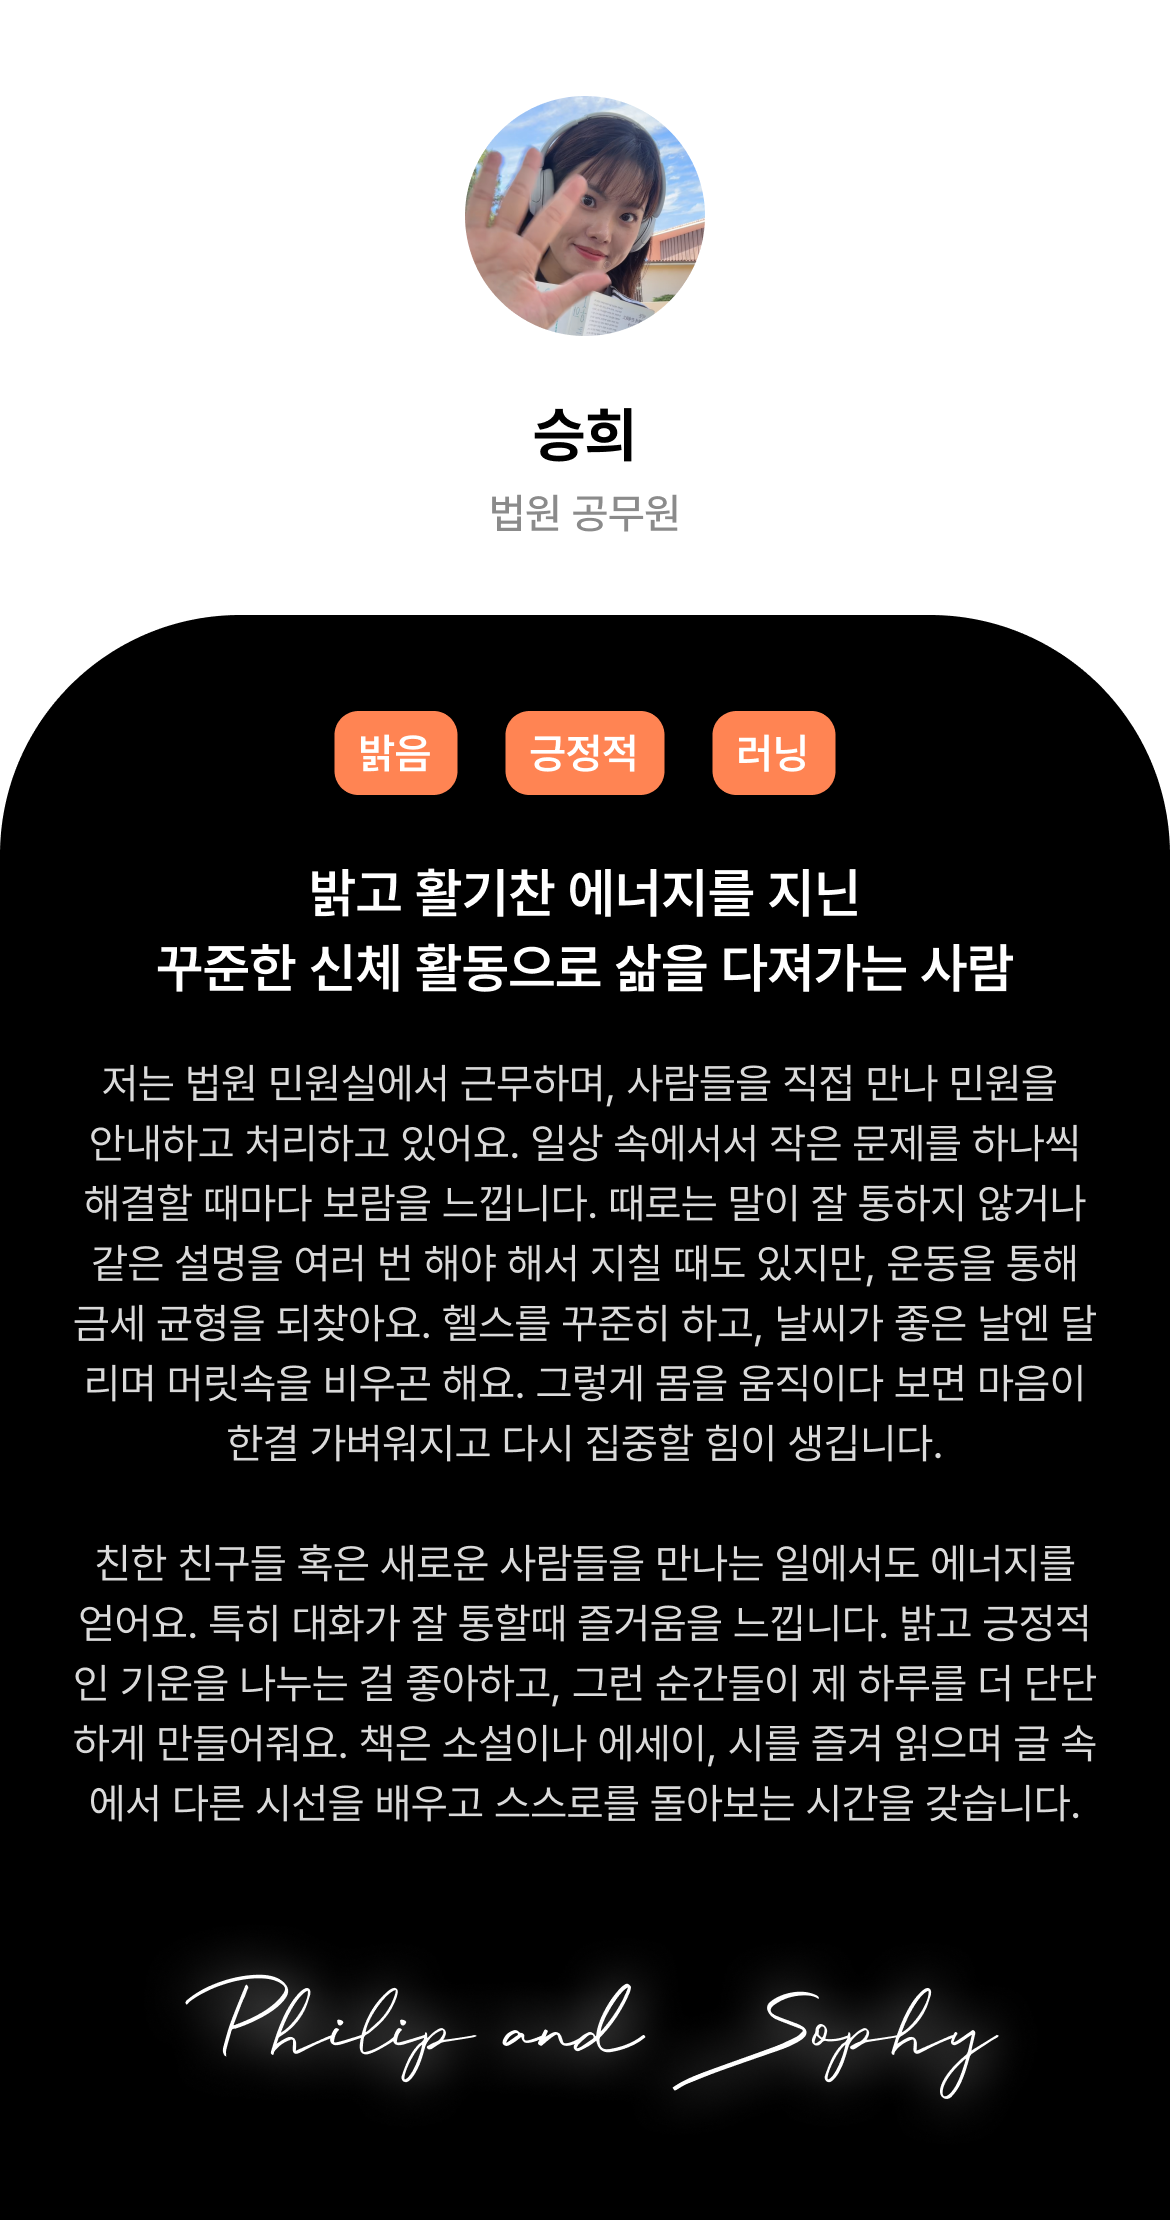 승희
법원 공무원
밝음 긍정적 러닝
밝고 활기찬 에너지를 지닌
꾸준한 신체 활동으로 삶을 다져가는 사람
저는 법원 민원실에서 근무하며, 사람들을 직접 만나 민원을
안내하고 처리하고 있어요. 일상 속에서서 작은 문제를 하나씩
해결할 때마다 보람을 느낍니다. 때로는 말이 잘 통하지 않거나
같은 설명을 여러 번 해야 해서 지칠 때도 있지만, 운동을 통해
금세 균형을 되찾아요. 헬스를 꾸준히 하고, 날씨가 좋은 날엔 달
리며 머릿속을 비우곤 해요. 그렇게 몸을 움직이다 보면 마음이
한결 가벼워지고 다시 집중할 힘이 생깁니다.
친한 친구들 혹은 새로운 사람들을 만나는 일에서도 에너지를
얻어요. 특히 대화가 잘 통할때 즐거움을 느낍니다. 밝고 긍정적
인 기운을 나누는 걸 좋아하고, 그런 순간들이 제 하루를 더 단단
하게 만들어줘요. 책은 소설이나 에세이, 시를 즐겨 읽으며 글 속
에서 다른 시선을 배우고 스스로를 돌아보는 시간을 갖습니다.
Philip and Sophy